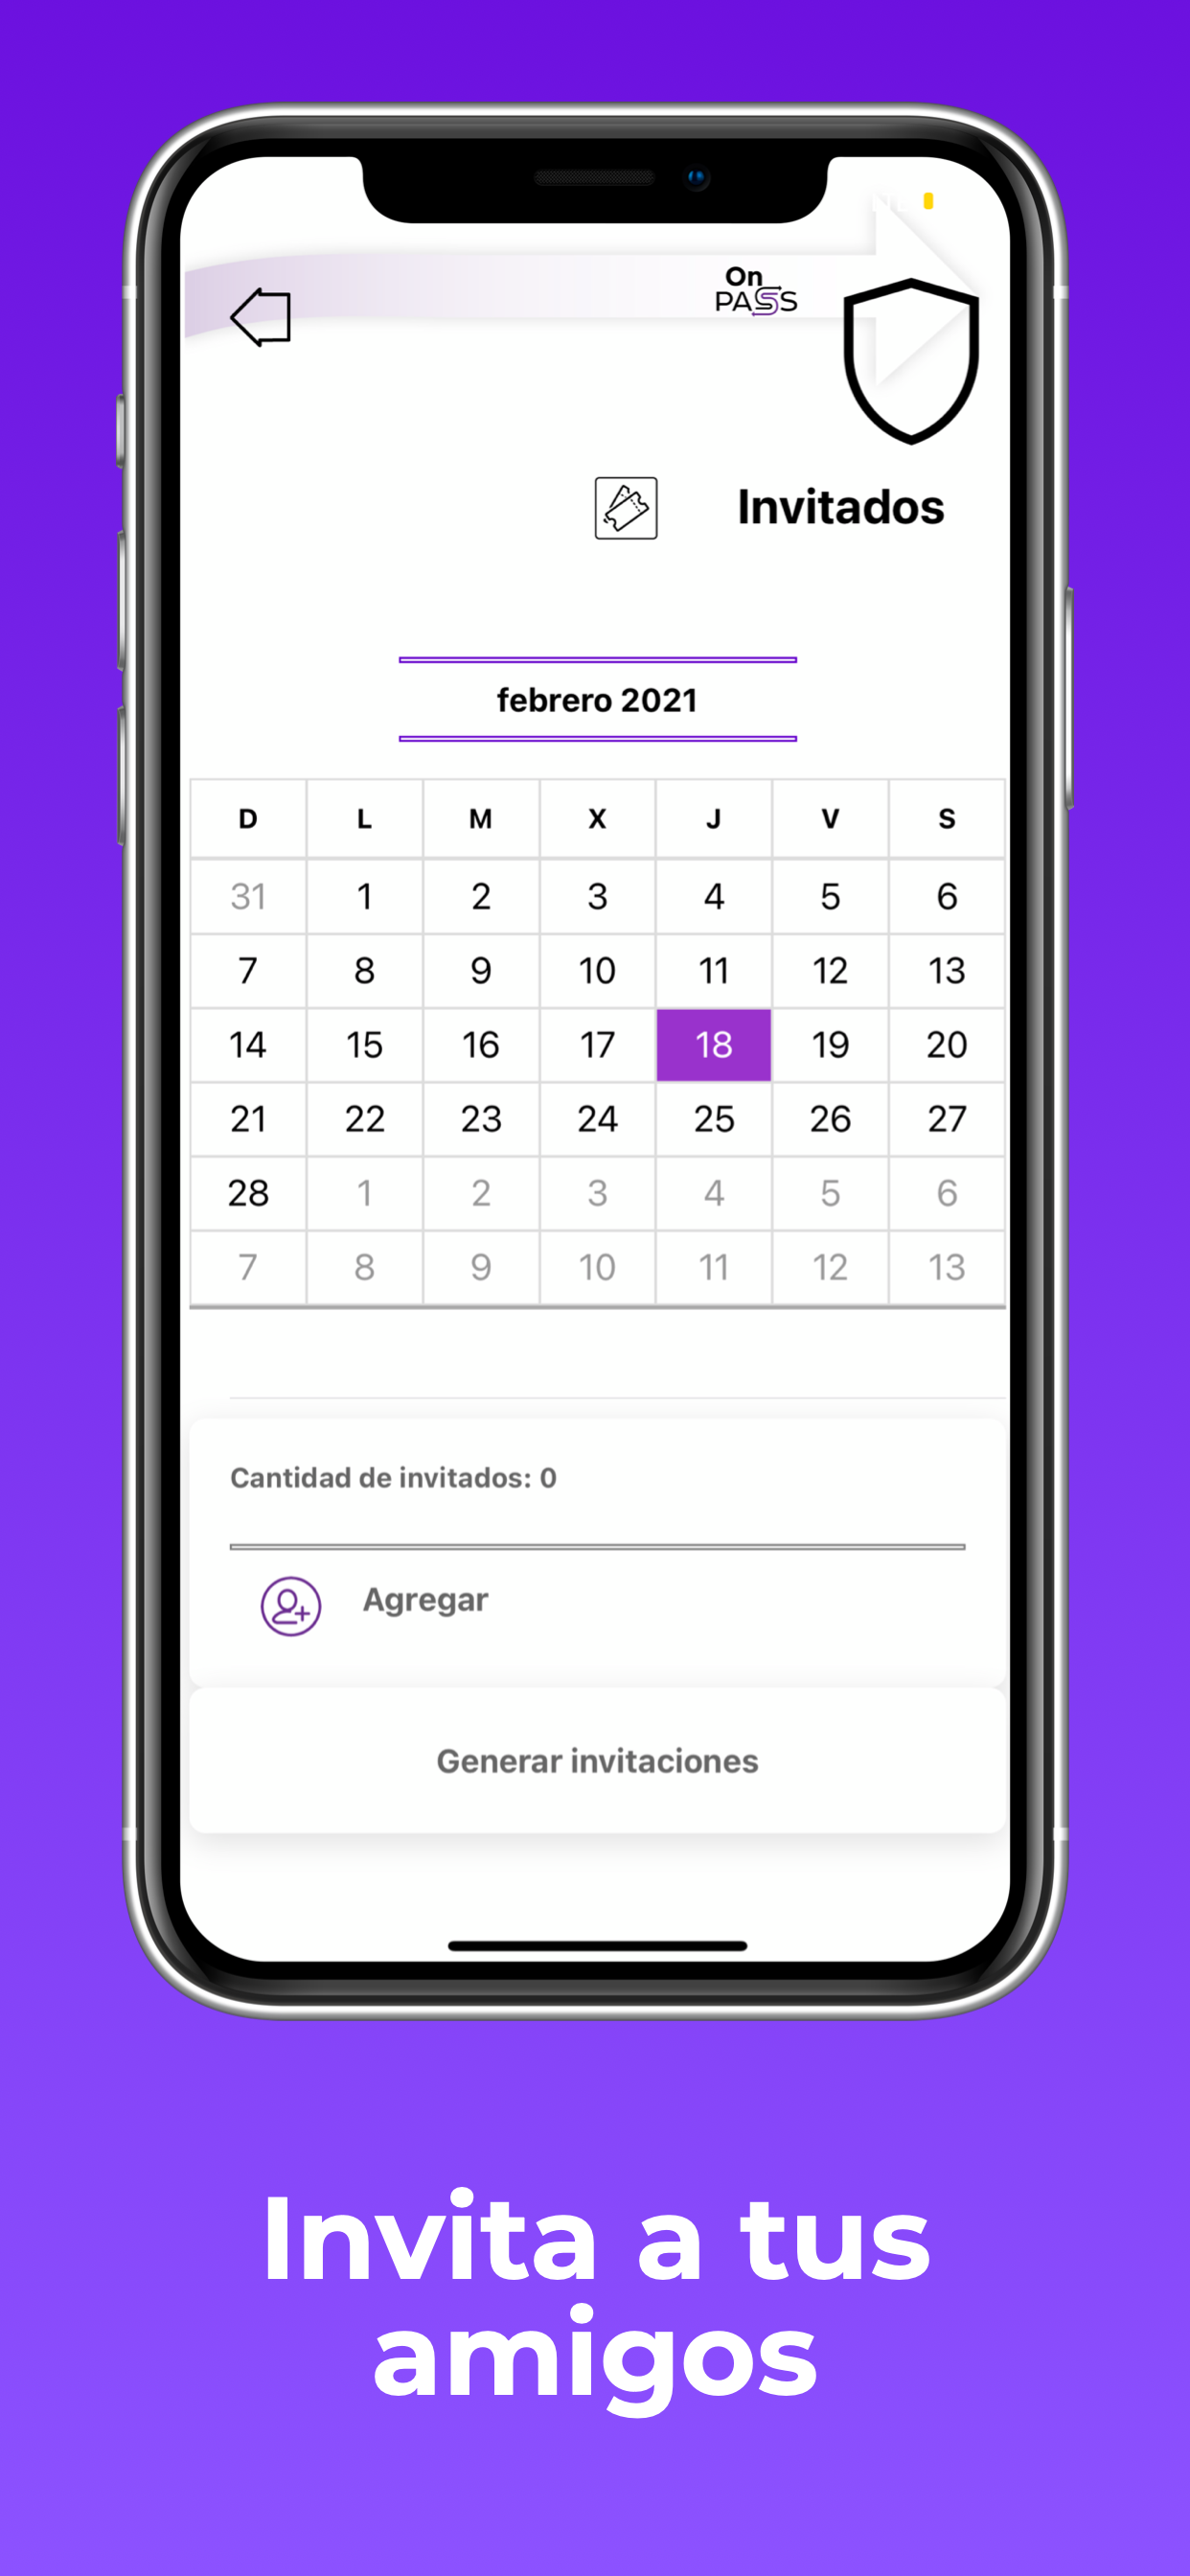 On
PASS
Invitados
febrero 2021
D L M X J V S
31 1 2 3 4 5 6
7 8 9 10 11 12 13
14 15 16 17 18 19 20
21 22 23 24 25 26 27
28 1 2 3 4 5 6
7 8 9 10 11 12 13
Cantidad de invitados: 0
Agregar
Generar invitaciones
Invita a tus
amigos